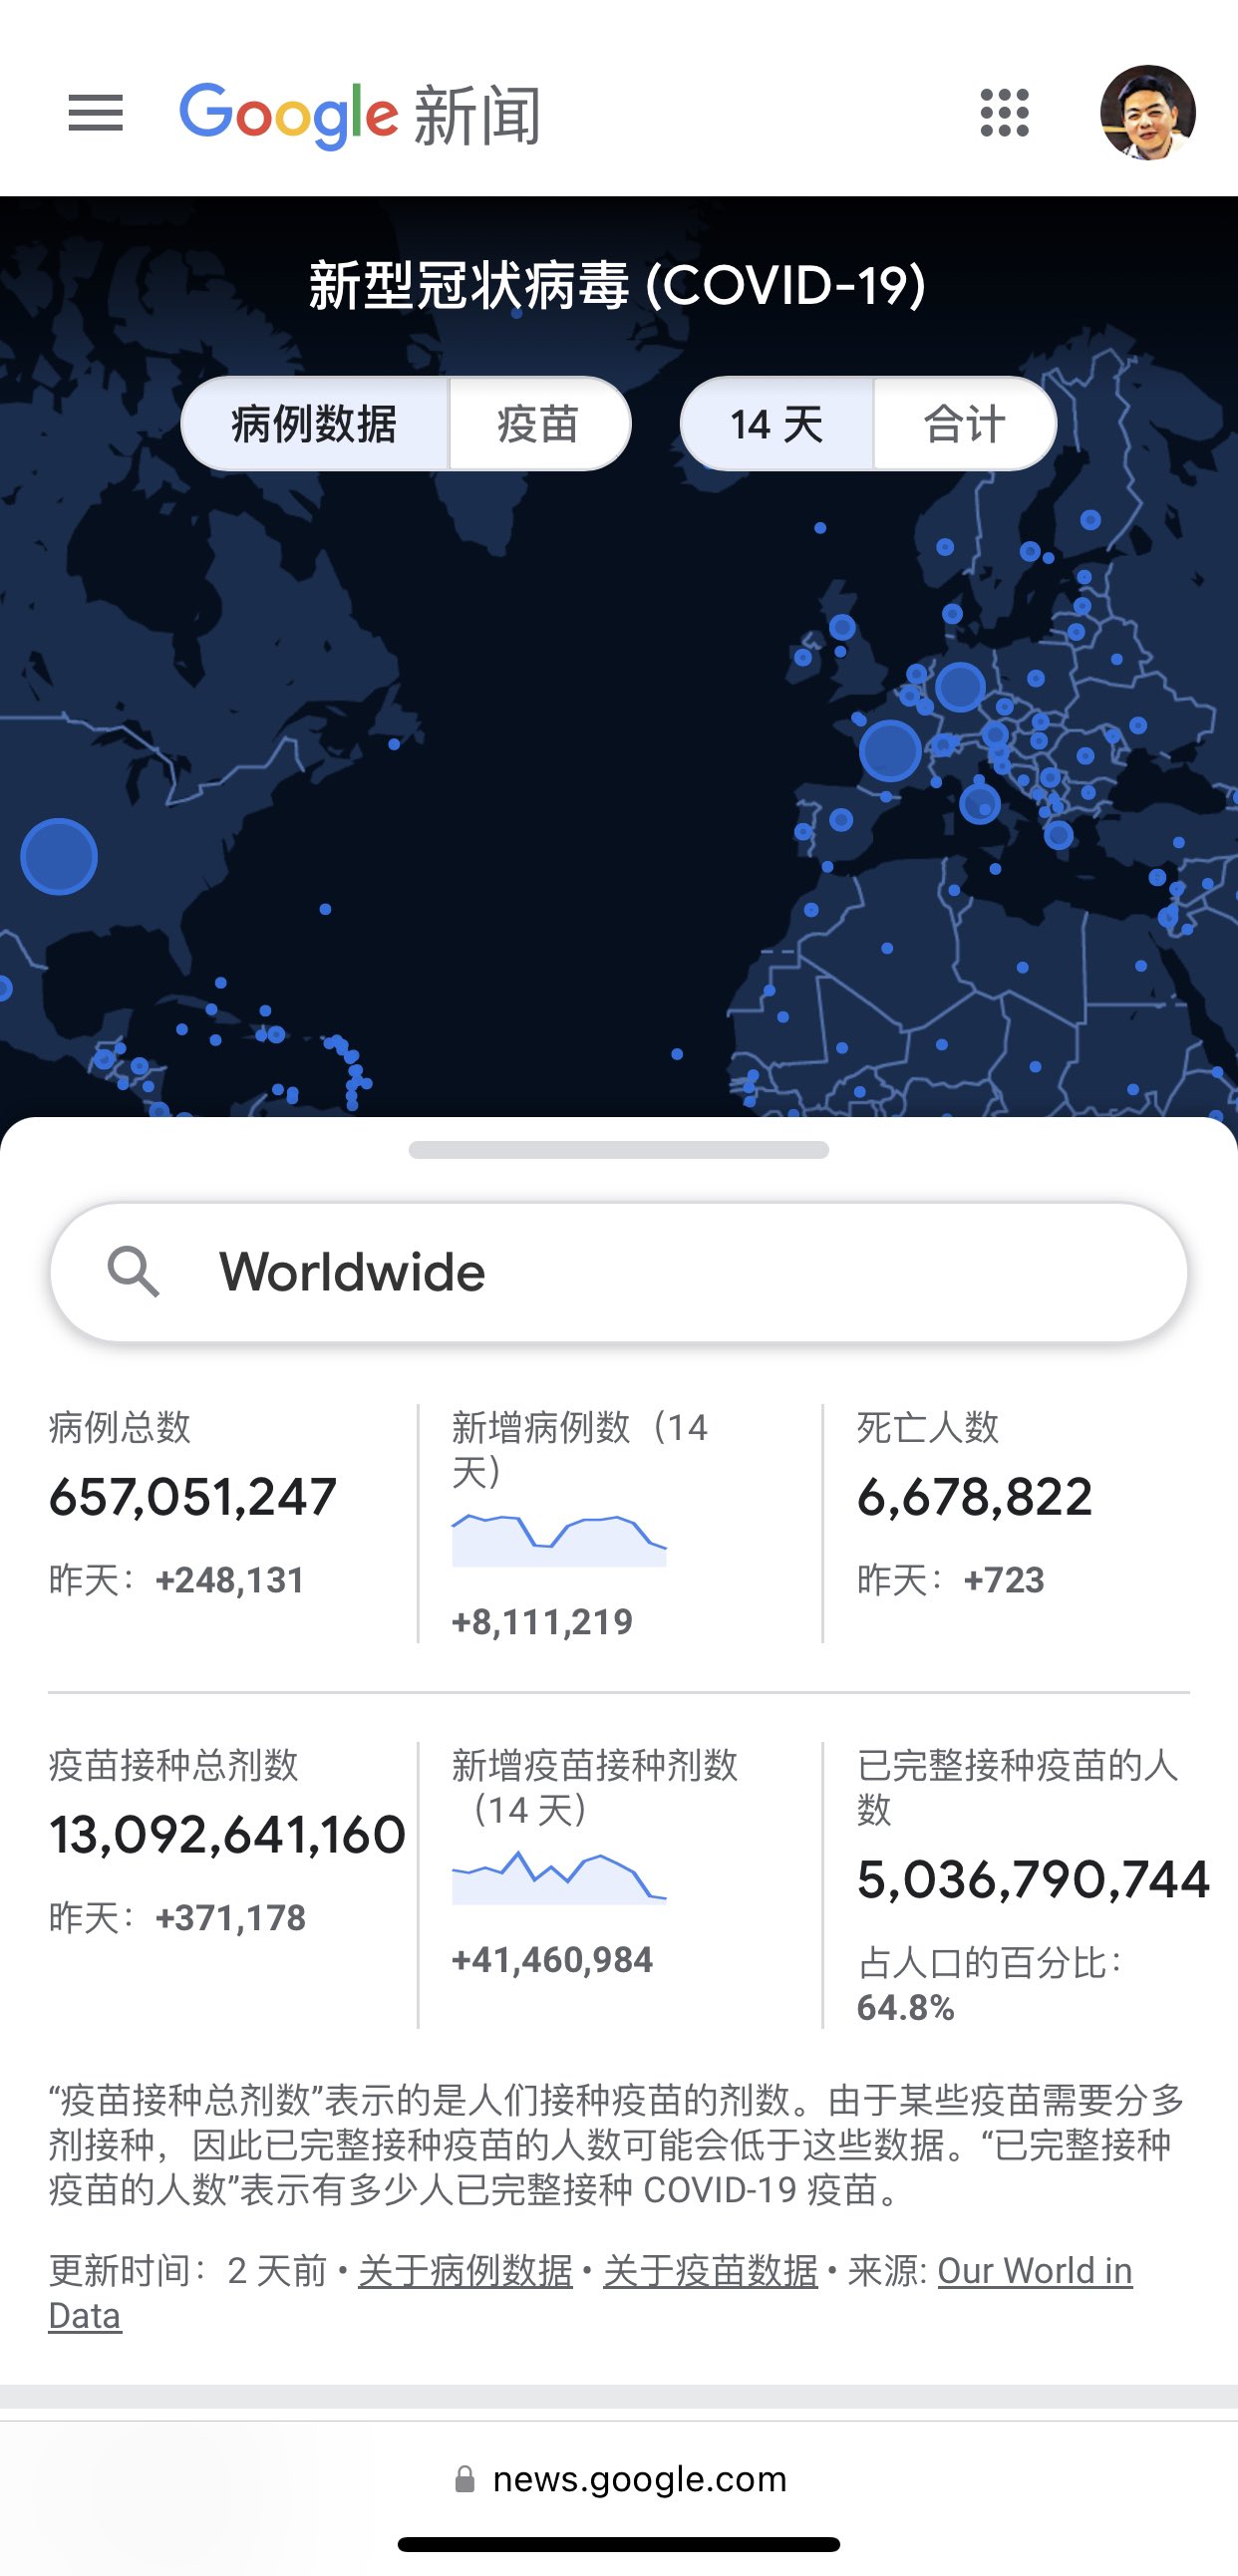 Google 新闻
新型冠状病毒 (COVID-19)
病例数据 疫苗 14 天 合计
Worldwide
病例总数
657,051,247
昨天：+248,131
新增病例数（14
天）
+8,111,219
死亡人数
6,678,822
昨天：+723
疫苗接种总剂数
13,092,641,160
昨天：+371,178
新增疫苗接种剂数
（14 天）
+41,460,984
已完整接种疫苗的人
数
5,036,790,744
占人口的百分比：
64.8%
“疫苗接种总剂数”表示的是人们接种疫苗的剂数。由于某些疫苗需要分多
剂接种，因此已完整接种疫苗的人数可能会低于这些数据。“已完整接种
疫苗的人数”表示有多少人已完整接种 COVID-19 疫苗。
更新时间：2 天前 • 关于病例数据 • 关于疫苗数据 • 来源: Our World in
Data
news.google.com